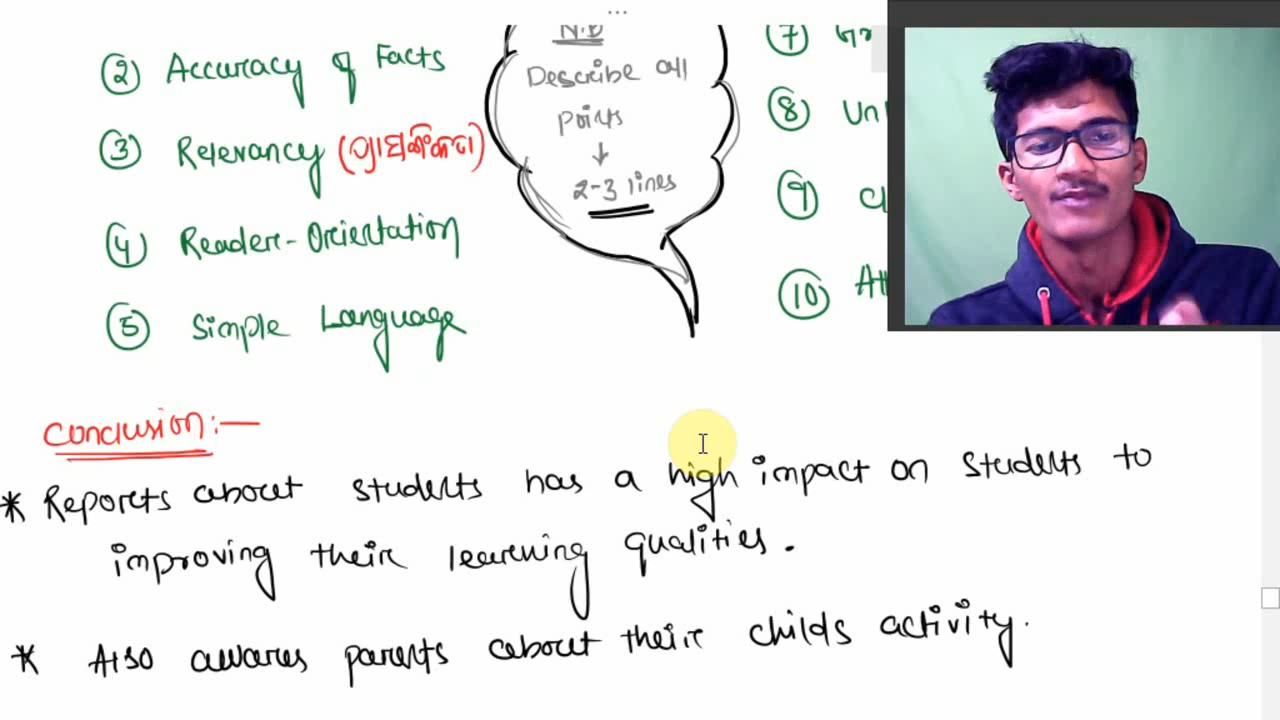 ② Accuracy of Facts
③ Relevancy (ପ୍ରାସଙ୍ଗିକତା)
④ Reader-Orientation
⑤ Simple Language
N.B
Describe all
points
↓
2-3 lines
⑦
⑧
⑨
⑩
Conclusion:—
* Reports about students has a high impact on students to
improving their learning qualities.
* Also awares parents about their childs activity.